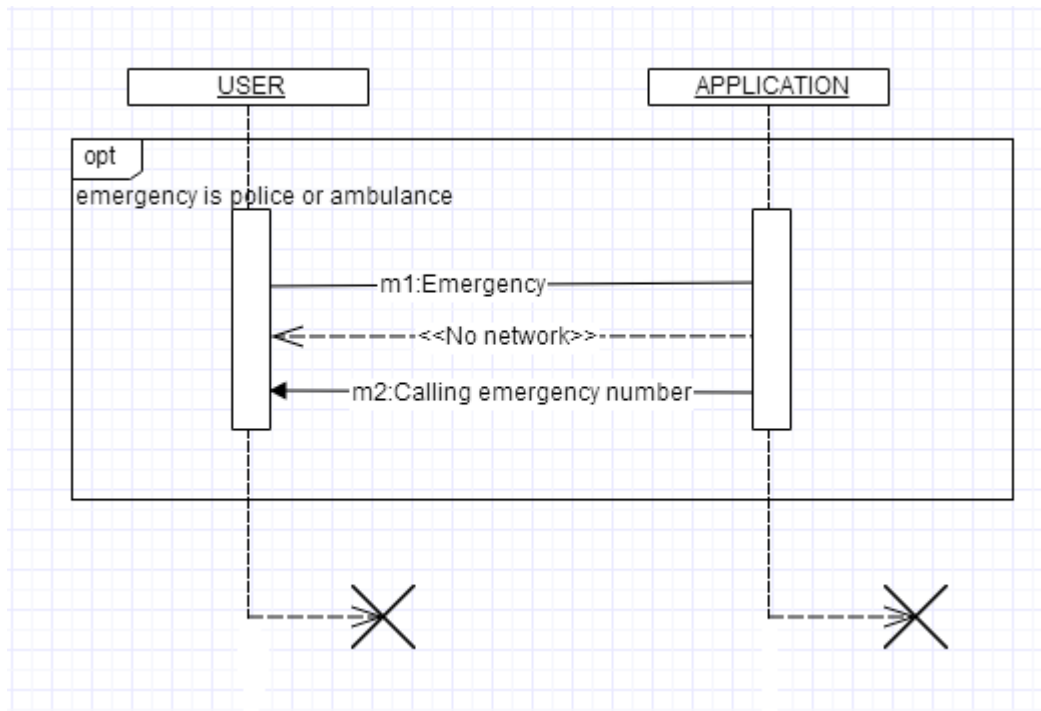 USER
APPLICATION
opt
emergency is police or ambulance
m1:Emergency
<<No network>>
m2:Calling emergency number